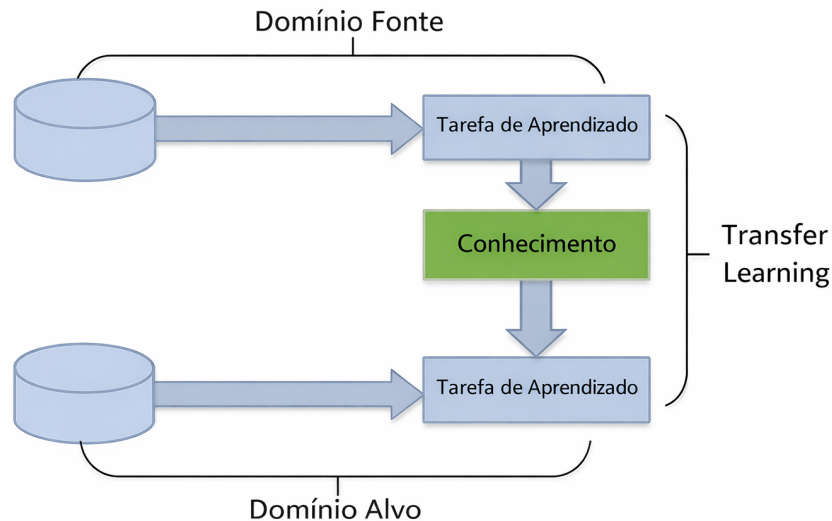 Domínio Fonte
Tarefa de Aprendizado
Conhecimento
Transfer
Learning
Tarefa de Aprendizado
Domínio Alvo